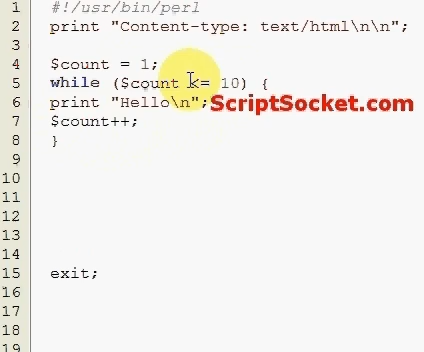 1 #!/usr/bin/perl
2 print "Content-type: text/html\n\n";
3
4 $count = 1;
5 while ($count <= 10) {
6 print "Hello\n";
ScriptSocket.com
7 $count++;
8 }
9
10
11
12
13
14
15 exit;
16
17
18
19